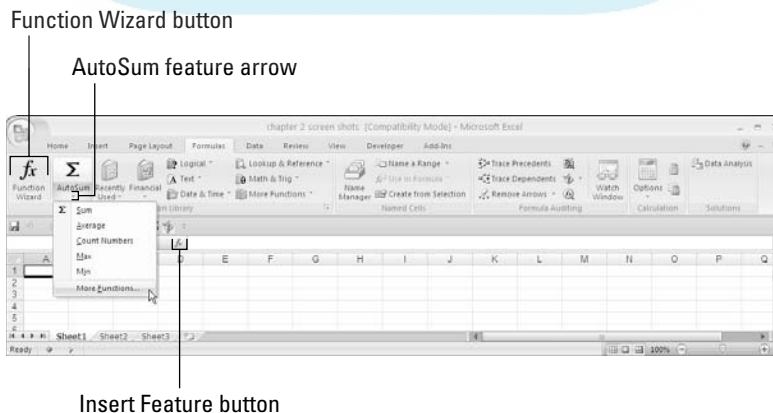 Function Wizard button
AutoSum feature arrow
chapter 2 screen shots [Compatibility Mode] - Microsoft Excel
Home Insert Page Layout Formulas Data Review View Developer Add-Ins
fx Function Wizard
Σ AutoSum
Recently Used
Financial
Logical
Text
Date & Time
Lookup & Reference
Math & Trig
More Functions
Name Manager
Name a Range
Use in Formula
Create from Selection
Trace Precedents
Trace Dependents
Remove Arrows
Watch Window
Options
Data Analysis
Library
Named Cells
Formula Auditing
Calculation
Solutions
Σ Sum
Average
Count Numbers
Max
Min
More Functions...
fx
A D E F G H I J K L M N O P Q
1
2
3
4
5
6
Sheet1 Sheet2 Sheet3
Ready
100%
Insert Feature button